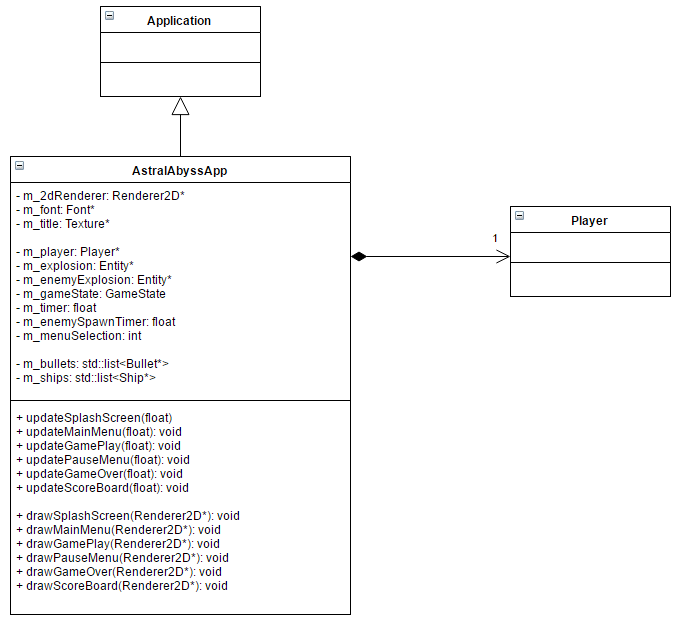 Application
AstralAbyssApp
- m_2dRenderer: Renderer2D*
- m_font: Font*
- m_title: Texture*
- m_player: Player*
- m_explosion: Entity*
- m_enemyExplosion: Entity*
- m_gameState: GameState
- m_timer: float
- m_enemySpawnTimer: float
- m_menuSelection: int
- m_bullets: std::list<Bullet*>
- m_ships: std::list<Ship*>
+ updateSplashScreen(float)
+ updateMainMenu(float): void
+ updateGamePlay(float): void
+ updatePauseMenu(float): void
+ updateGameOver(float): void
+ updateScoreBoard(float): void
+ drawSplashScreen(Renderer2D*): void
+ drawMainMenu(Renderer2D*): void
+ drawGamePlay(Renderer2D*): void
+ drawPauseMenu(Renderer2D*): void
+ drawGameOver(Renderer2D*): void
+ drawScoreBoard(Renderer2D*): void
1
Player